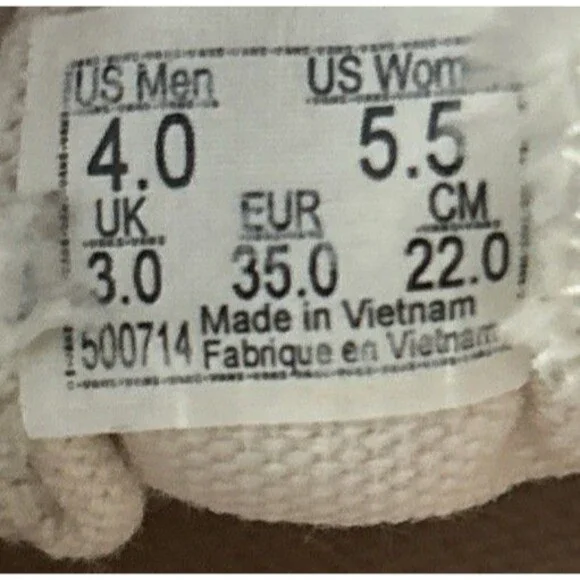 US Men US Wom
4.0 5.5
UK EUR CM
3.0 35.0 22.0
500714 Made in Vietnam
Fabrique en Vietnam